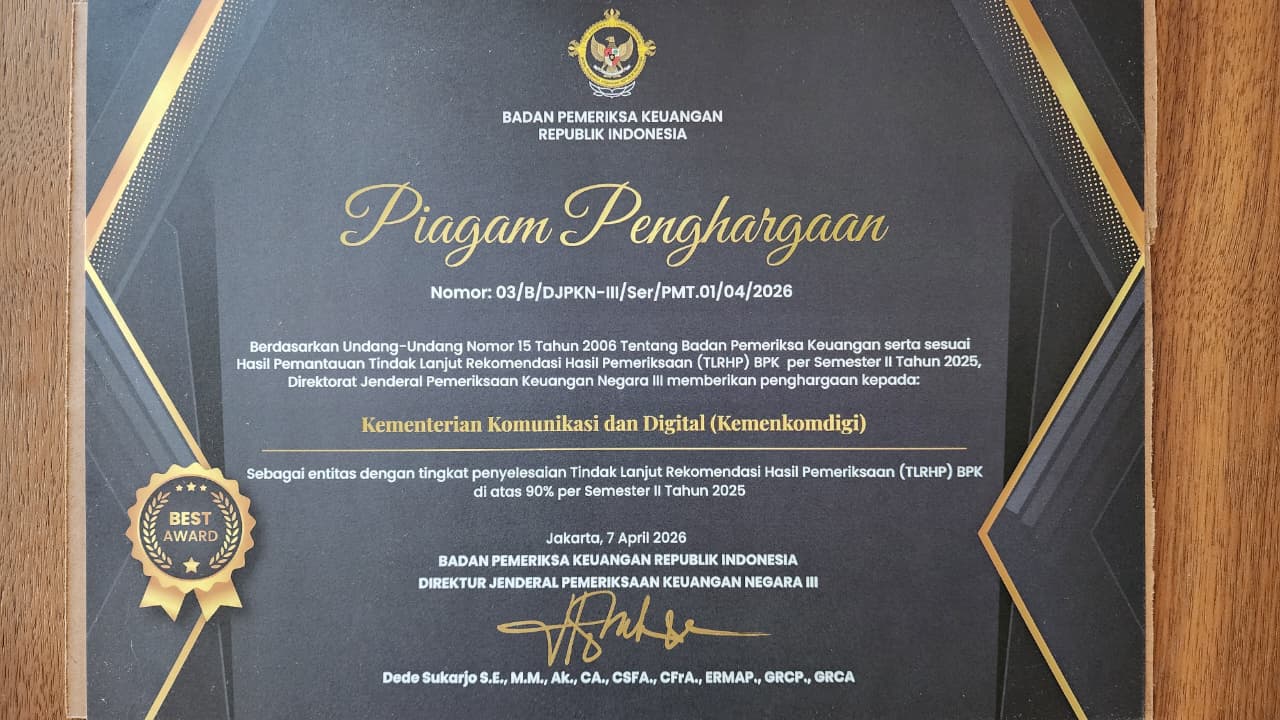 BADAN PEMERIKSA KEUANGAN
REPUBLIK INDONESIA
Piagam Penghargaan
Nomor: 03/B/DJPKN-III/Ser/PMT.01/04/2026
Berdasarkan Undang-Undang Nomor 15 Tahun 2006 Tentang Badan Pemeriksa Keuangan serta sesuai
Hasil Pemantauan Tindak Lanjut Rekomendasi Hasil Pemeriksaan (TLRHP) BPK per Semester II Tahun 2025,
Direktorat Jenderal Pemeriksaan Keuangan Negara III memberikan penghargaan kepada:
Kementerian Komunikasi dan Digital (Kemenkomdigi)
Sebagai entitas dengan tingkat penyelesaian Tindak Lanjut Rekomendasi Hasil Pemeriksaan (TLRHP) BPK
di atas 90% per Semester II Tahun 2025
BEST
AWARD
Jakarta, 7 April 2026
BADAN PEMERIKSA KEUANGAN REPUBLIK INDONESIA
DIREKTUR JENDERAL PEMERIKSAAN KEUANGAN NEGARA III
Dede Sukarjo S.E., M.M., Ak., CA., CSFA., CFrA., ERMAP., GRCP., GRCA